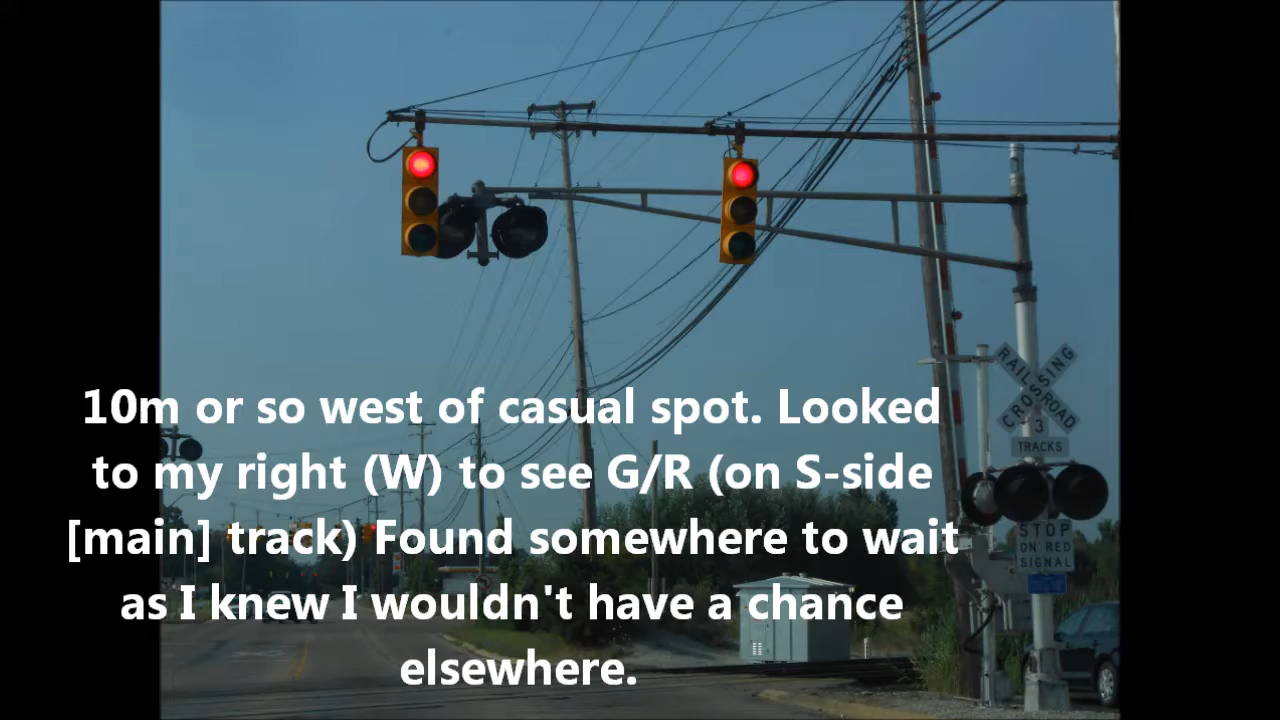 10m or so west of casual spot. Looked
to my right (W) to see G/R (on S-side
[main] track) Found somewhere to wait
as I knew I wouldn't have a chance
elsewhere.
RAILROAD
CROSSING
3
TRACKS
STOP
ON RED
SIGNAL